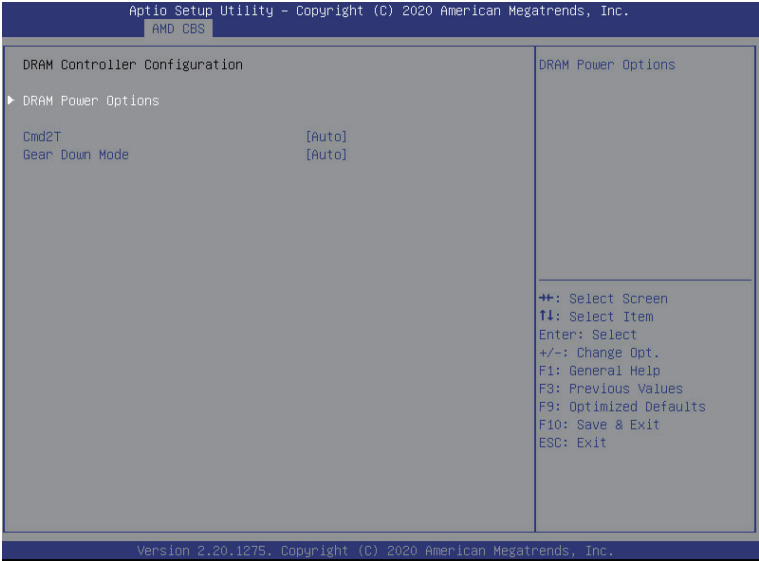 Aptio Setup Utility – Copyright (C) 2020 American Megatrends, Inc.
AMD CBS
DRAM Controller Configuration
▶ DRAM Power Options
Cmd2T [Auto]
Gear Down Mode [Auto]
DRAM Power Options
→←: Select Screen
↑↓: Select Item
Enter: Select
+/-: Change Opt.
F1: General Help
F3: Previous Values
F9: Optimized Defaults
F10: Save & Exit
ESC: Exit
Version 2.20.1275. Copyright (C) 2020 American Megatrends, Inc.